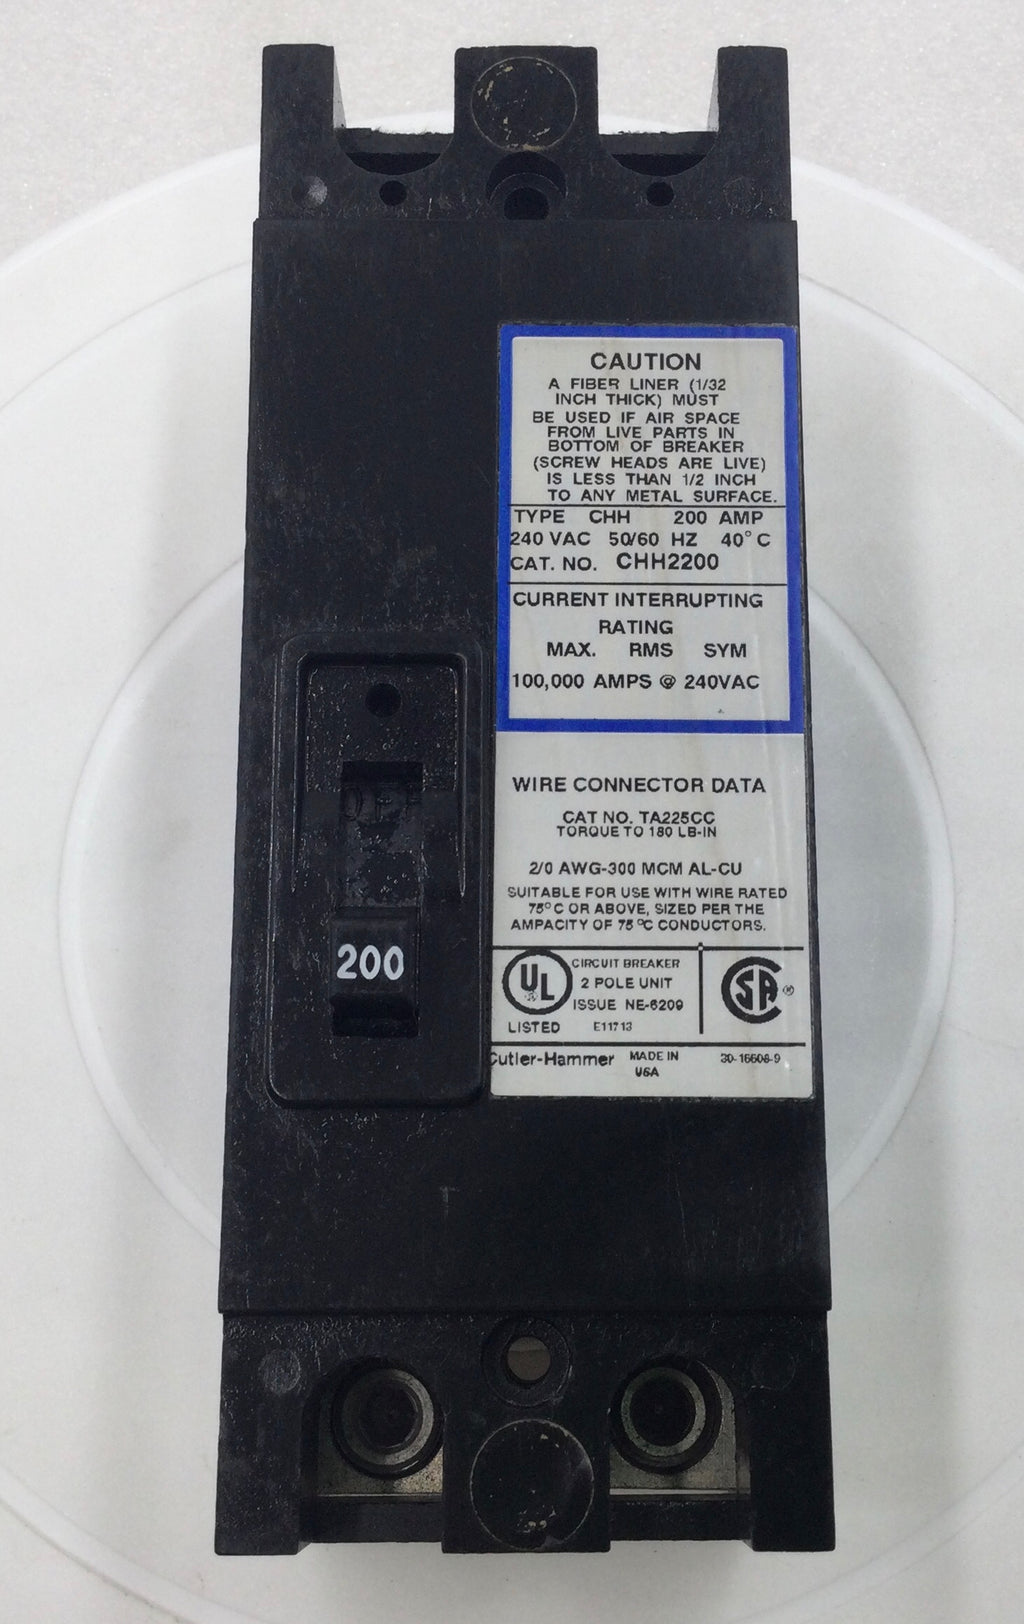 CAUTION
A FIBER LINER (1/32
INCH THICK) MUST
BE USED IF AIR SPACE
FROM LIVE PARTS IN
BOTTOM OF BREAKER
(SCREW HEADS ARE LIVE)
IS LESS THAN 1/2 INCH
TO ANY METAL SURFACE.
TYPE CHH 200 AMP
240 VAC 50/60 HZ 40°C
CAT. NO. CHH2200
CURRENT INTERRUPTING
RATING
MAX. RMS SYM
100,000 AMPS @ 240VAC
OFF
200
WIRE CONNECTOR DATA
CAT NO. TA225CC
TORQUE TO 180 LB-IN
2/0 AWG-300 MCM AL-CU
SUITABLE FOR USE WITH WIRE RATED
75°C OR ABOVE, SIZED PER THE
AMPACITY OF 75°C CONDUCTORS.
UL
LISTED
CIRCUIT BREAKER
2 POLE UNIT
ISSUE NE-6209
E11713
SA ®
Cutler-Hammer
MADE IN
USA
30-16608-9